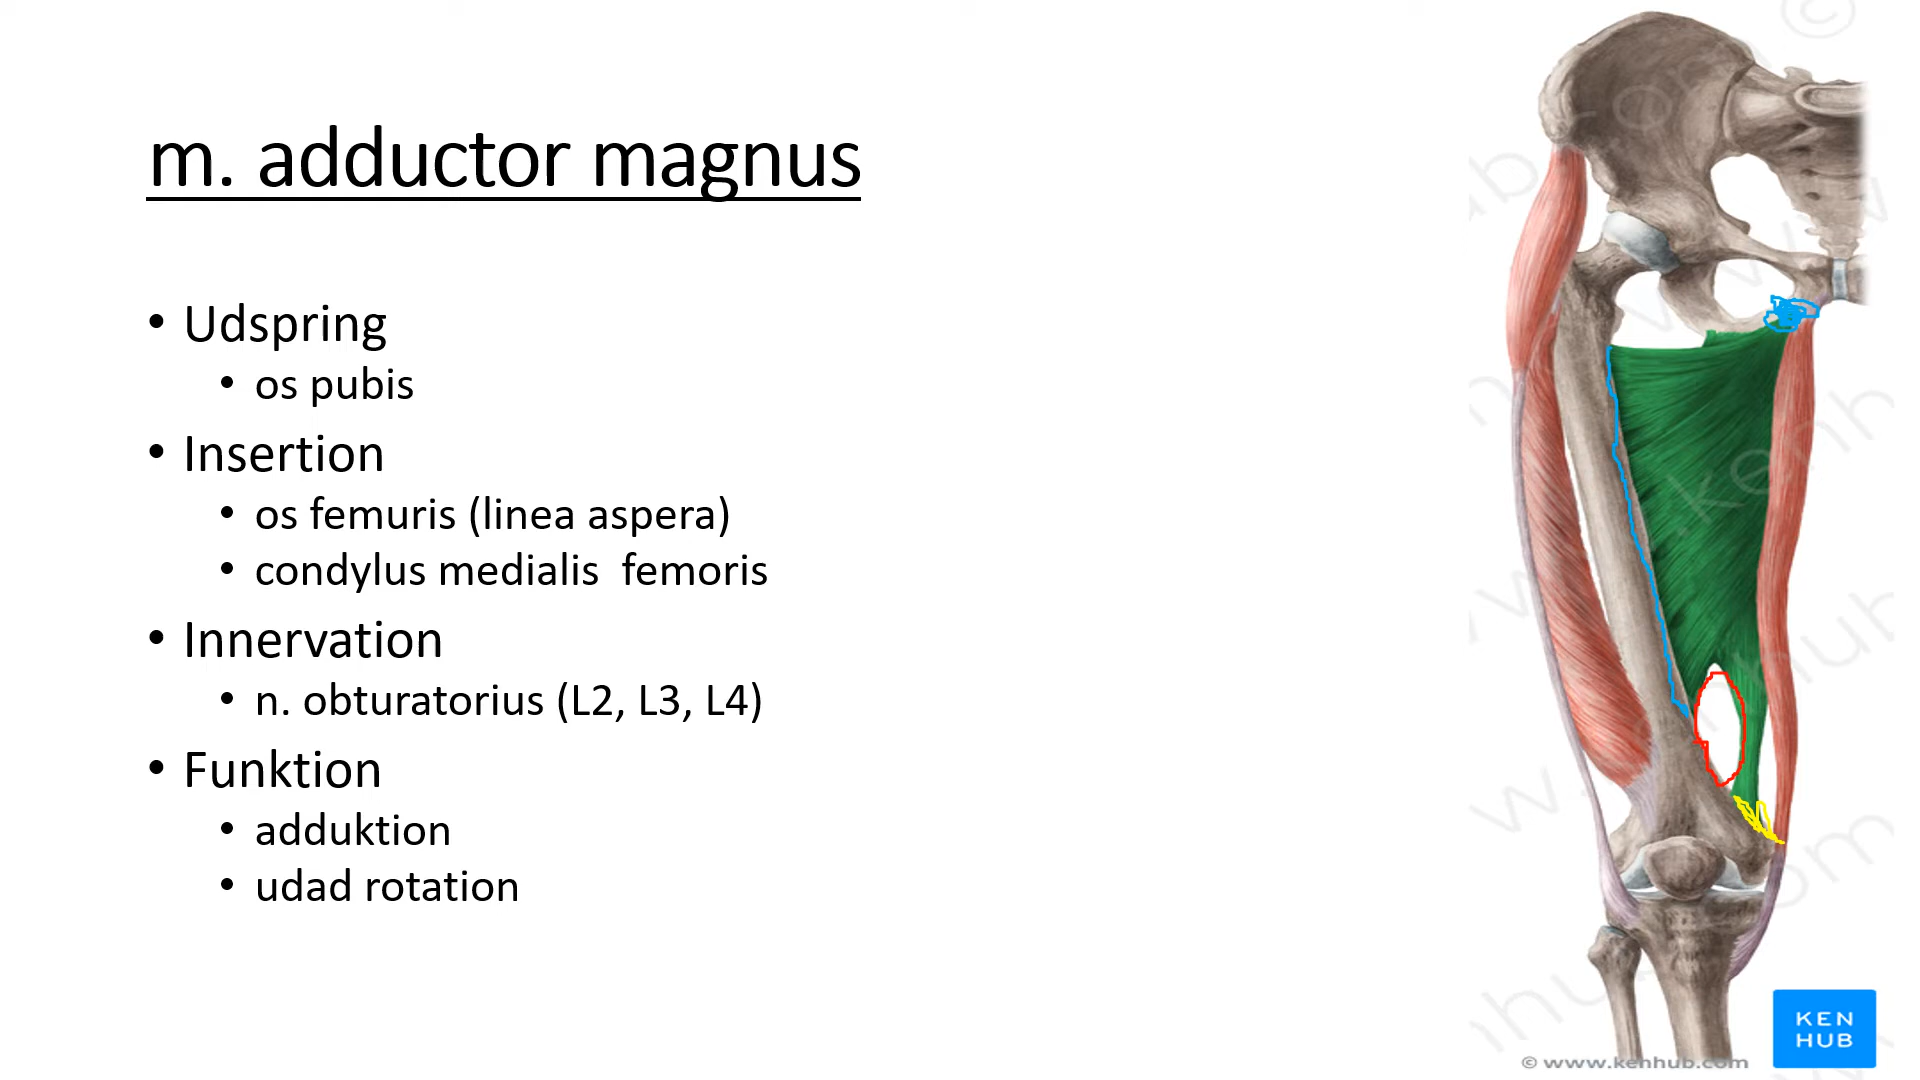 m. adductor magnus
• Udspring
• os pubis
• Insertion
• os femuris (linea aspera)
• condylus medialis  femoris
• Innervation
• n. obturatorius (L2, L3, L4)
• Funktion
• adduktion
• udad rotation
KEN
HUB
© www.kenhub.com